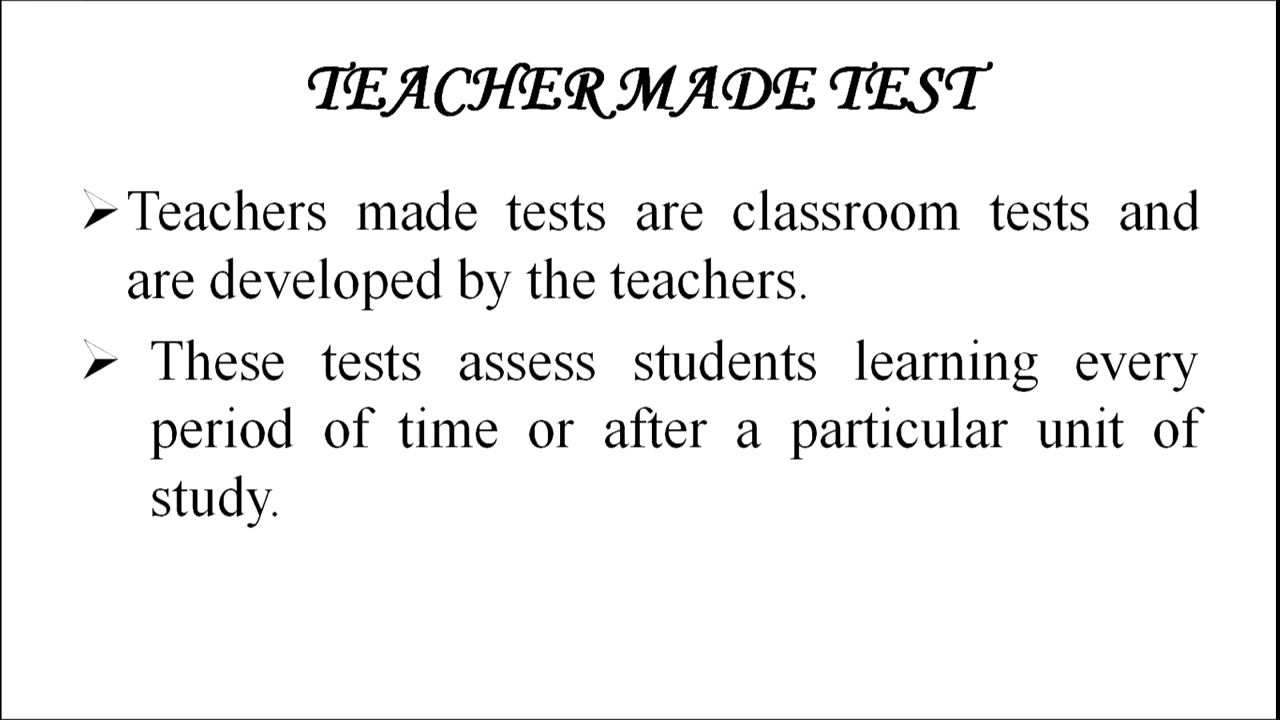 TEACHER MADE TEST
➢Teachers made tests are classroom tests and
are developed by the teachers.
➢ These tests assess students learning every
period of time or after a particular unit of
study.